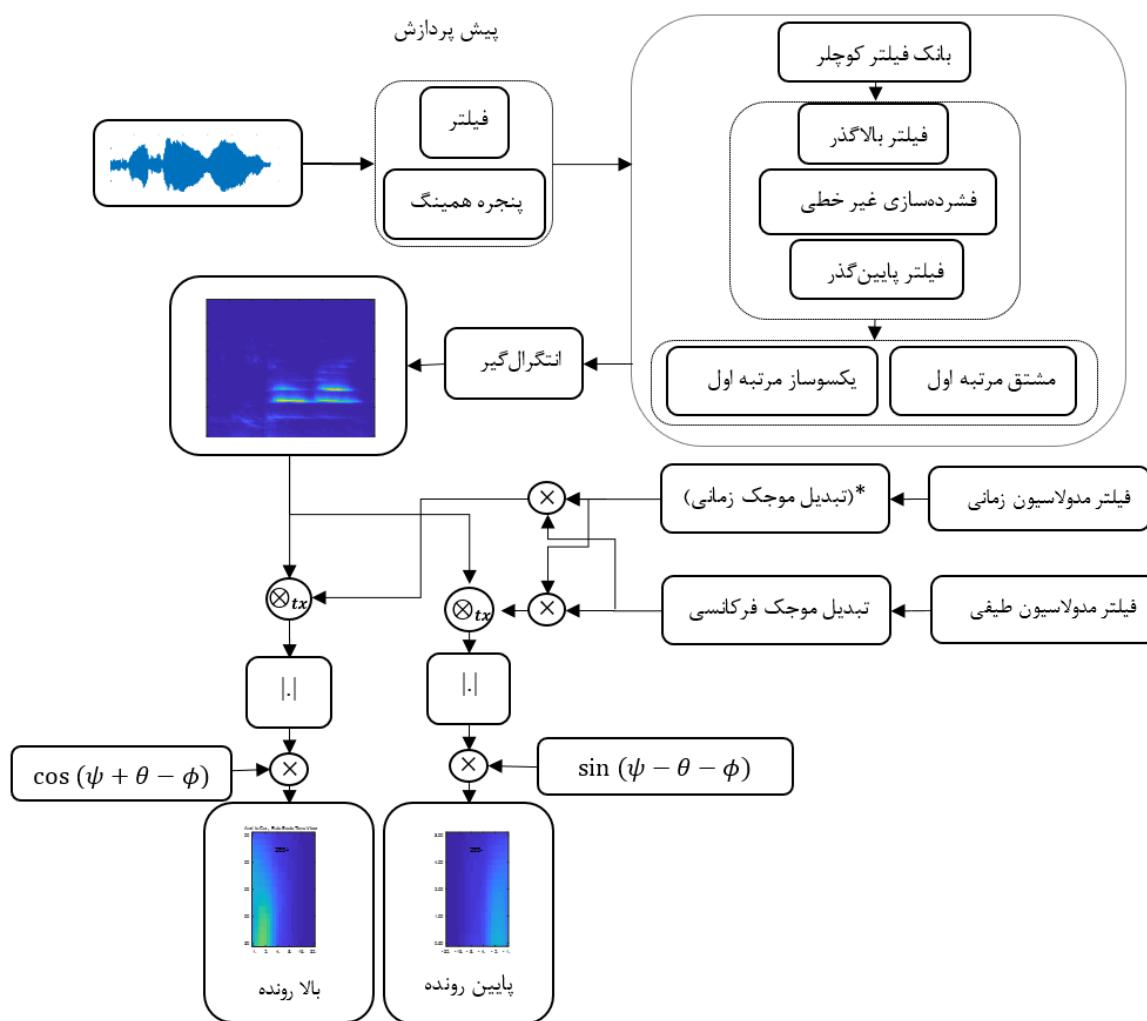 پیش پردازش
فیلتر
پنجره همینگ
بانک فیلتر کوچلر
فیلتر بالاگذر
فشرده‌سازی غیر خطی
فیلتر پایین‌گذر
مشتق مرتبه اول
یکسوساز مرتبه اول
انتگرال‌گیر
فیلتر مدولاسیون زمانی
*(تبدیل موجک زمانی)
×
فیلتر مدولاسیون طیفی
تبدیل موجک فرکانسی
×
⊗tx
⊗tx
|.|
|.|
cos (ψ + θ − ϕ)
×
×
sin (ψ − θ − ϕ)
بالا رونده
پایین رونده